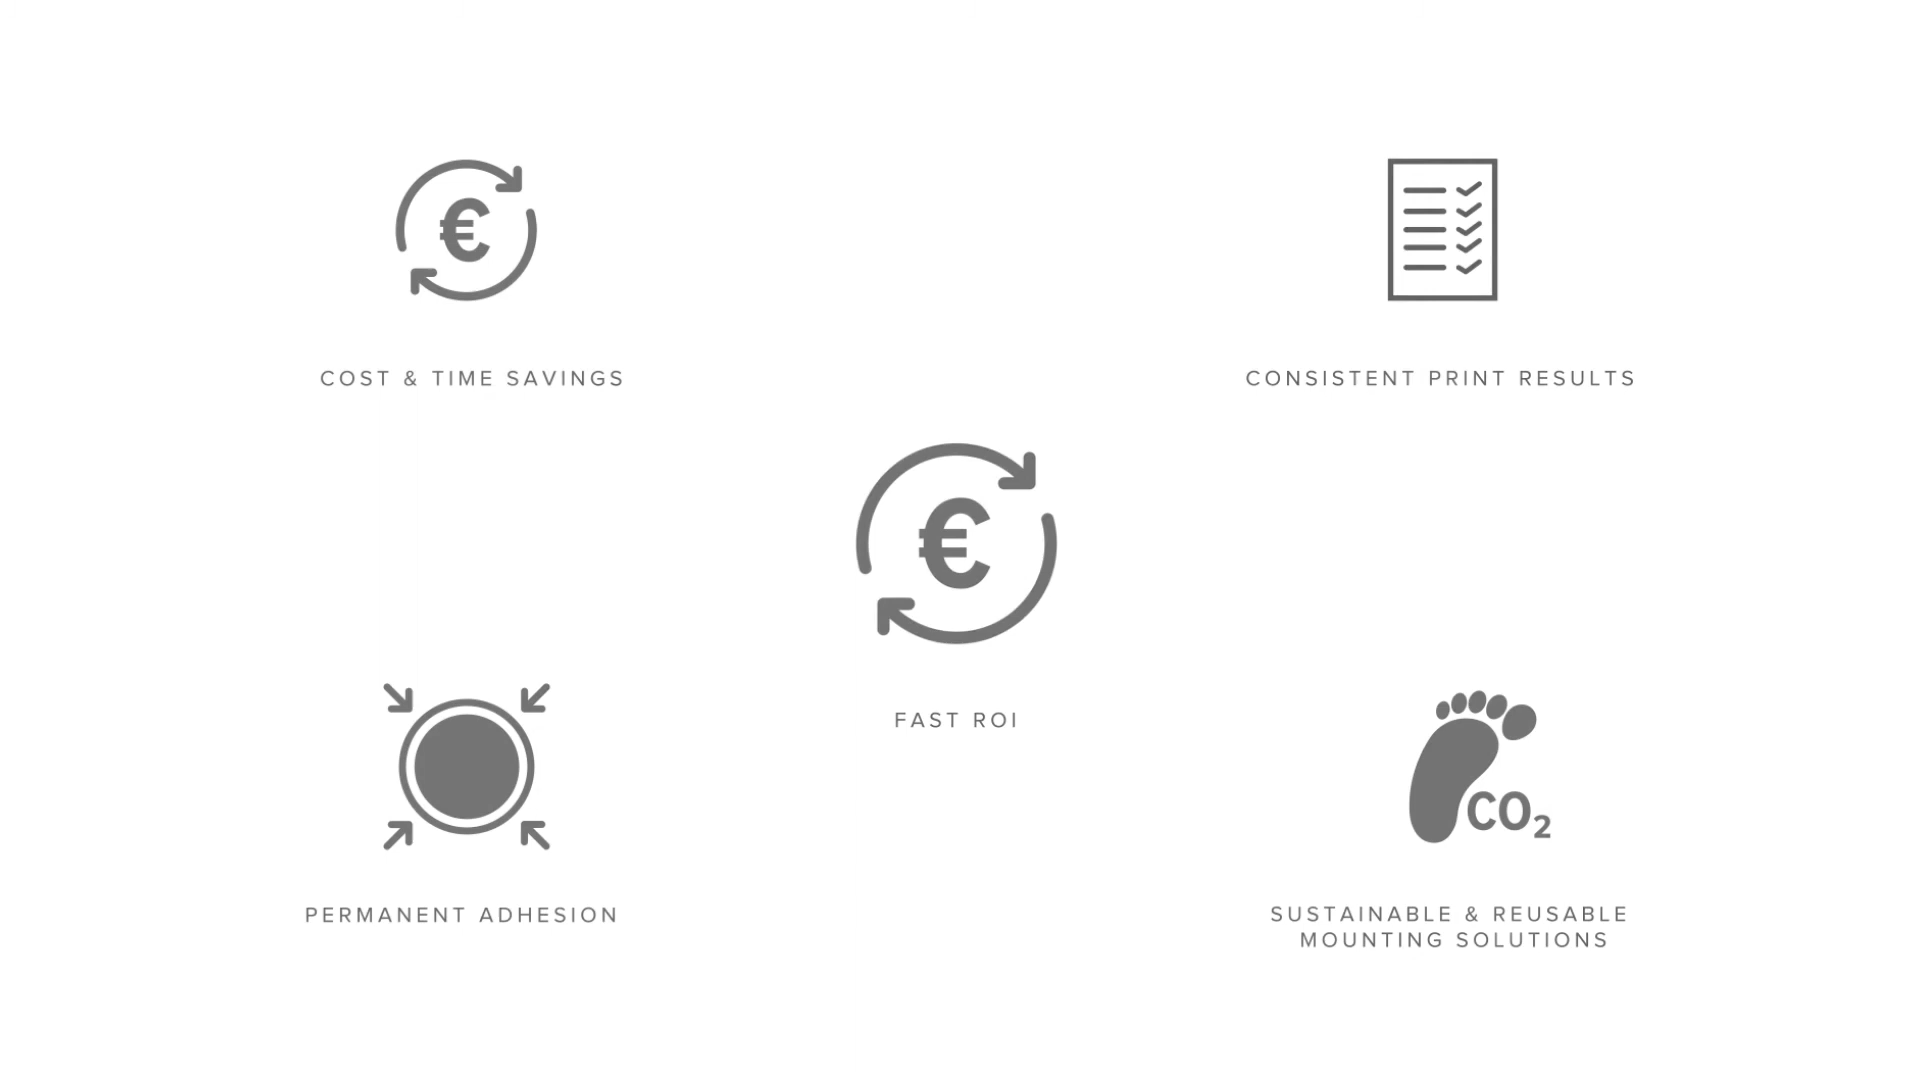 €
COST & TIME SAVINGS
CONSISTENT PRINT RESULTS
€
FAST ROI
PERMANENT ADHESION
CO₂
SUSTAINABLE & REUSABLE
MOUNTING SOLUTIONS